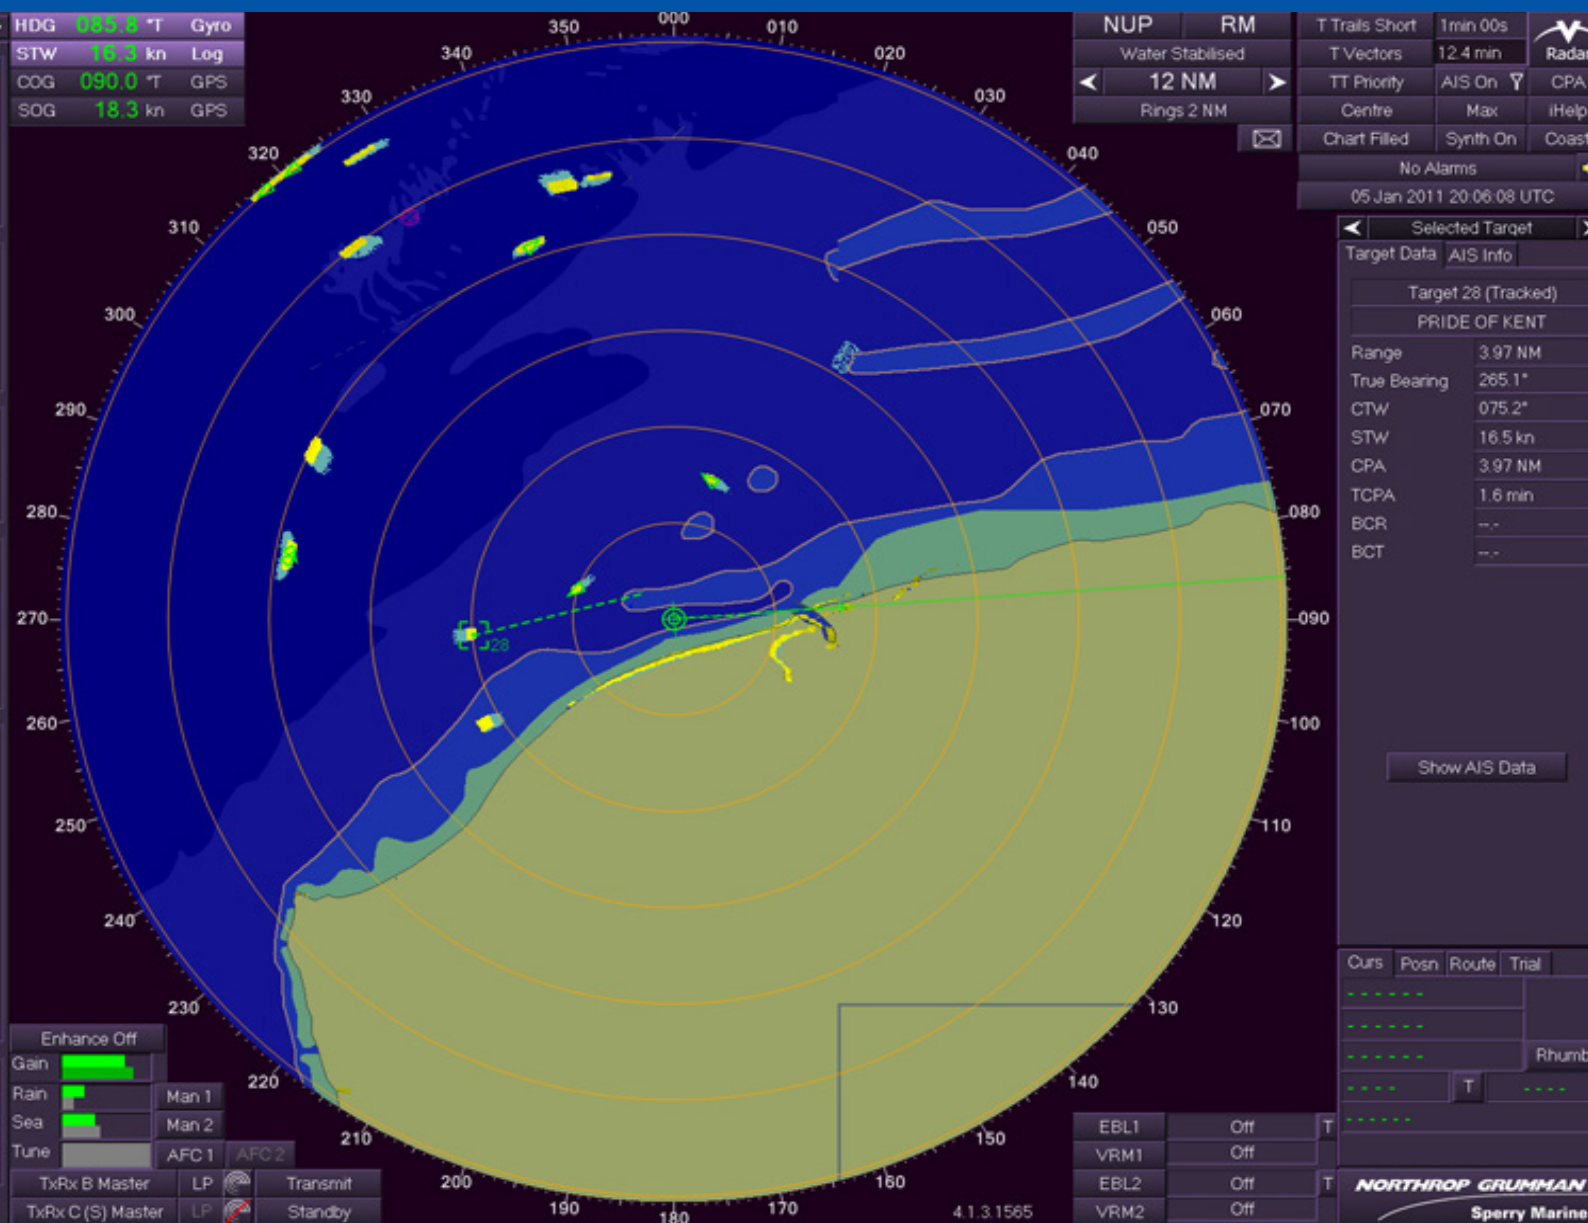 HDG 085.8 °T Gyro
STW 16.3 kn Log
COG 090.0 °T GPS
SOG 18.3 kn GPS
000
010
020
030
040
050
060
070
080
090
100
110
120
130
140
150
160
180
190
200
210
220
230
240
250
260
270
280
290
300
310
320
330
340
350
28
NUP RM
Water Stabilised
12 NM
Rings 2 NM
T Trails Short 1min 00s
T Vectors 12.4 min Radar
TT Priority AIS On CPA
Centre Max iHelp
Chart Filled Synth On Coast
No Alarms
05 Jan 2011 20:06:08 UTC
Selected Target
Target Data AIS Info
Target 28 (Tracked)
PRIDE OF KENT
Range 3.97 NM
True Bearing 265.1°
CTW 075.2°
STW 16.5 kn
CPA 3.97 NM
TCPA 1.6 min
BCR --.-
BCT --.-
Show AIS Data
Curs Posn Route Trial
- - - - - -
- - - - - -
- - - - - - Rhumb
- - - - T - - - -
- - - - - -
Enhance Off
Gain
Rain Man 1
Sea Man 2
Tune AFC 1 AFC 2
TxRx B Master LP Transmit
TxRx C (S) Master LP Standby
4.1.3.1565
EBL1 Off T
VRM1 Off
EBL2 Off T
VRM2 Off
NORTHROP GRUMMAN
Sperry Marine